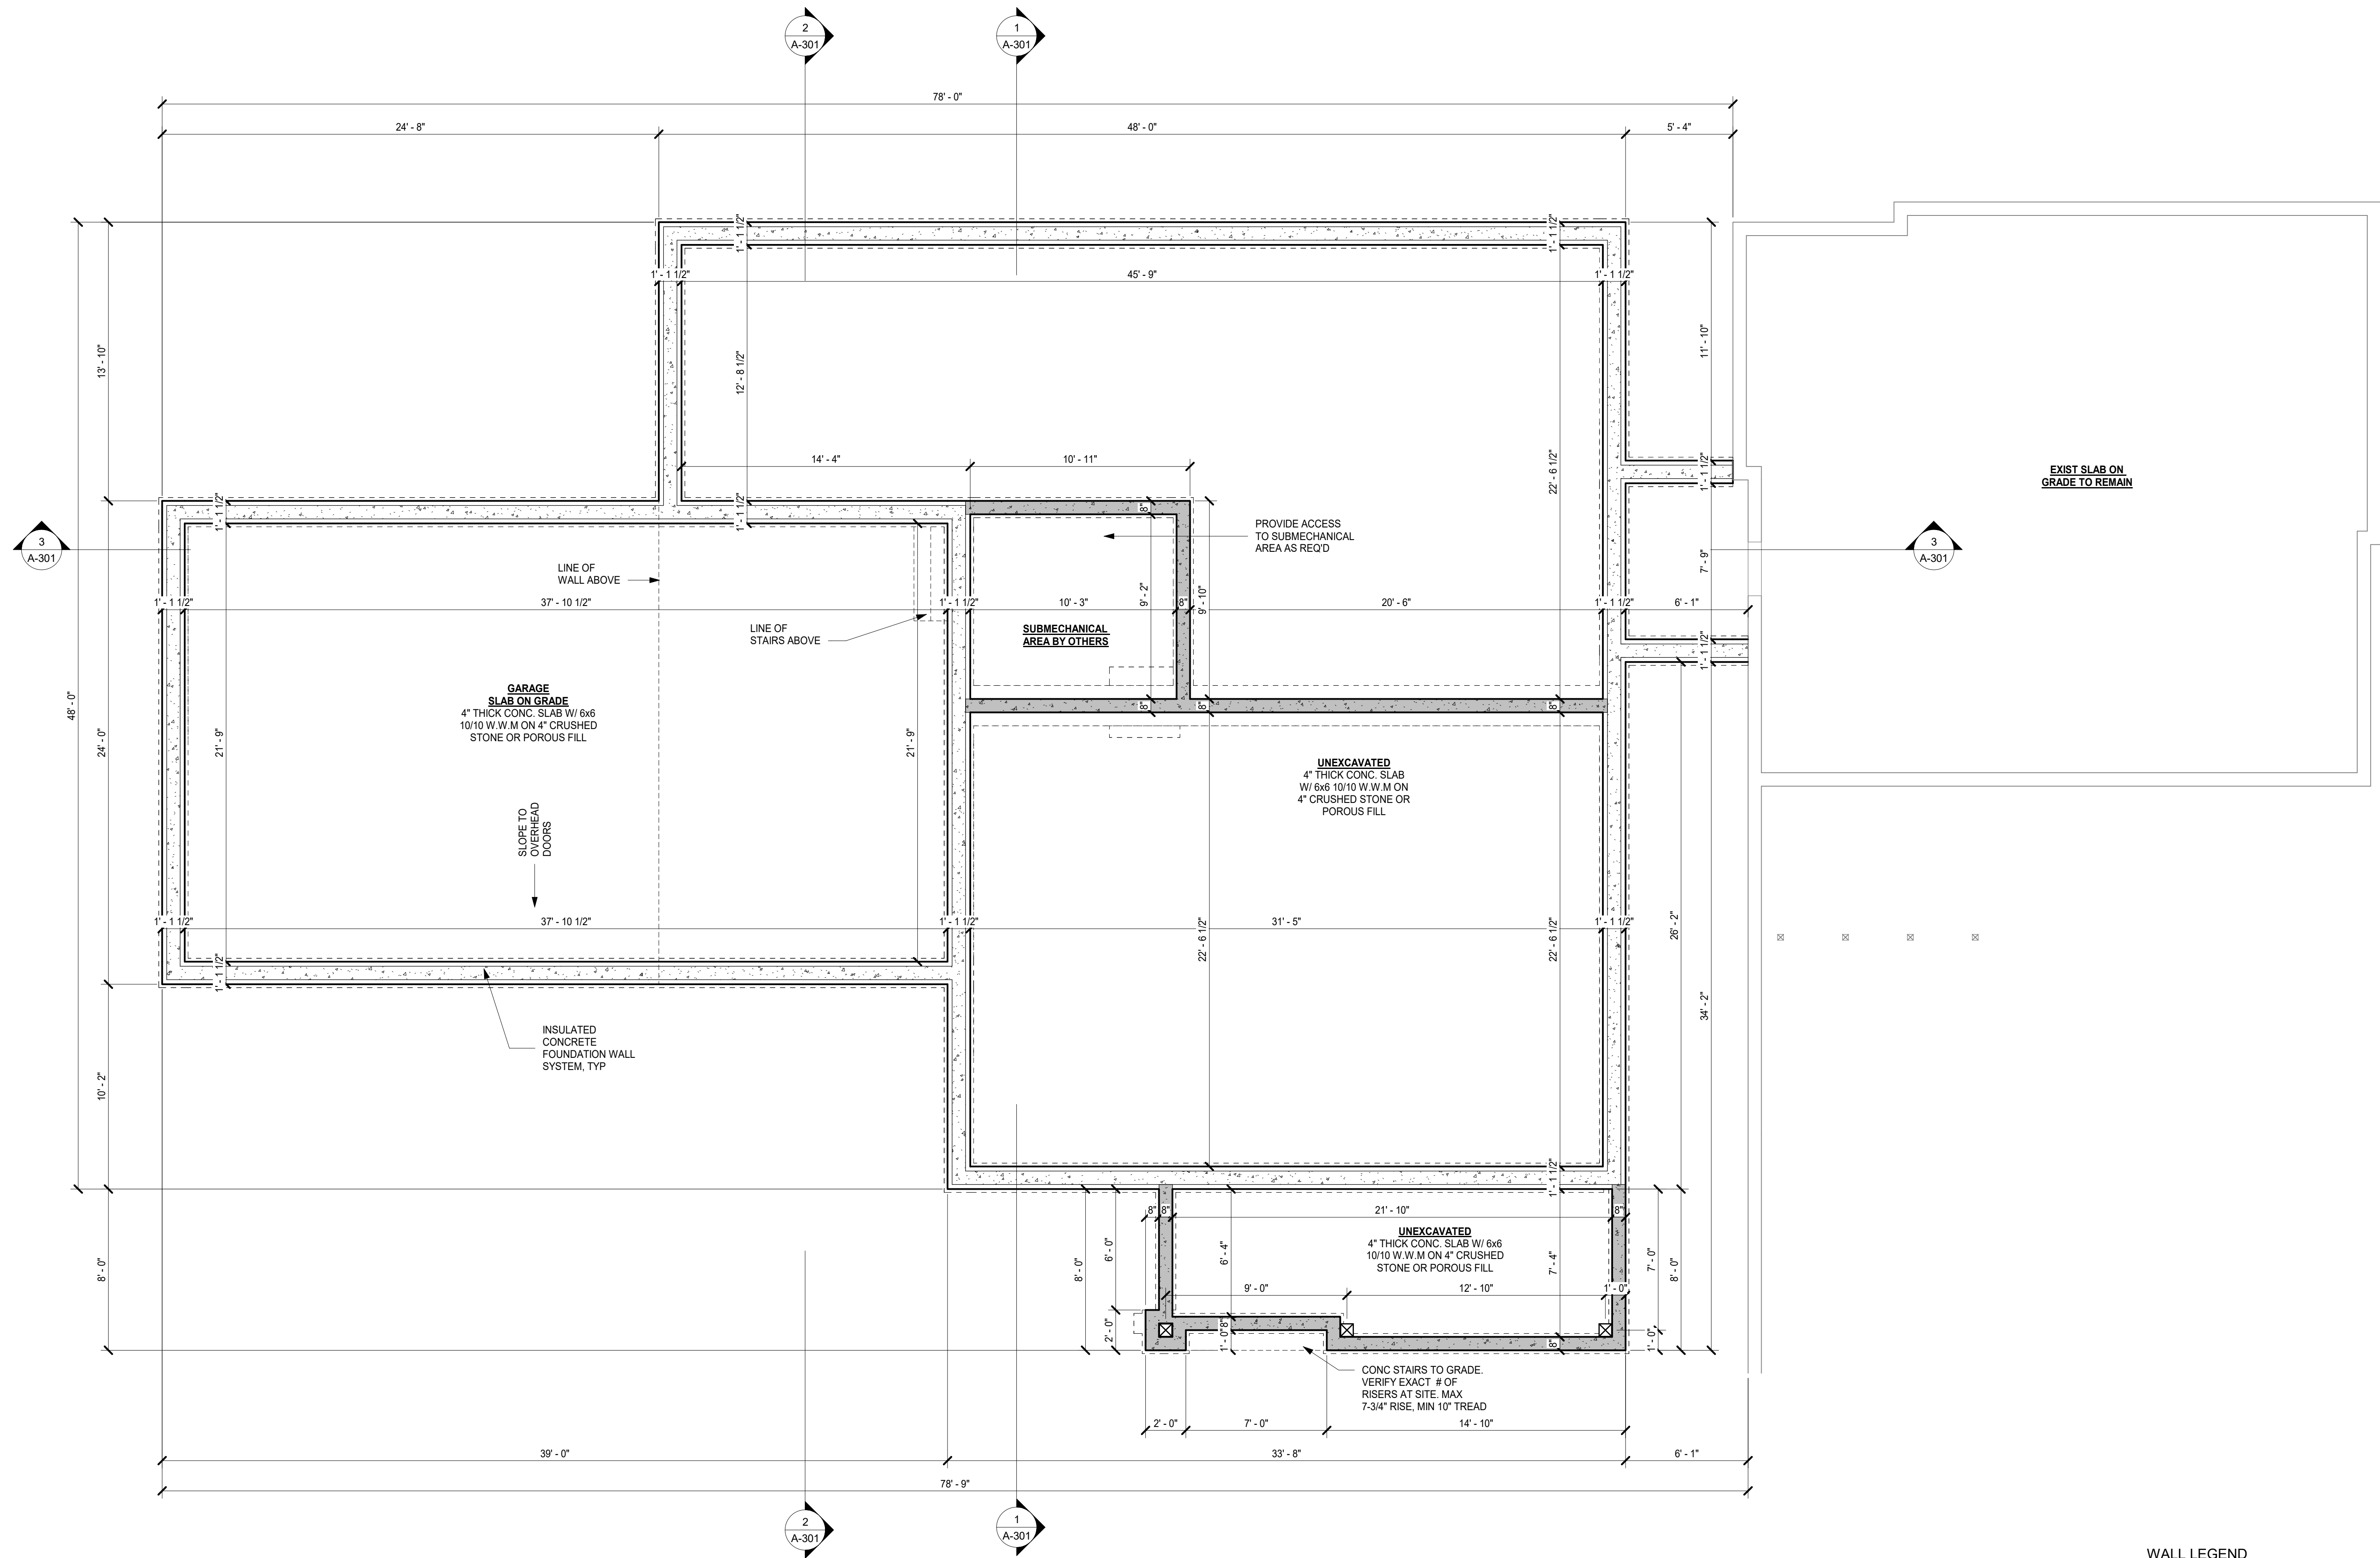 2
A-301
1
A-301
78' - 0"
24' - 8"
48' - 0"
5' - 4"
1' - 1 1/2"
1' - 1 1/2"
1' - 1 1/2"
45' - 9"
1' - 1 1/2"
13' - 10"
12' - 8 1/2"
11' - 10"
14' - 4"
10' - 11"
22' - 6 1/2"
1' - 1 1/2"
EXIST SLAB ON
GRADE TO REMAIN
1' - 1 1/2"
1' - 1 1/2"
8"
PROVIDE ACCESS
TO SUBMECHANICAL
AREA AS REQ'D
3
A-301
3
A-301
LINE OF
WALL ABOVE
7' - 9"
9' - 2"
9' - 10"
1' - 1 1/2"
37' - 10 1/2"
1' - 1 1/2"
10' - 3"
8"
20' - 6"
1' - 1 1/2"
6' - 1"
LINE OF
STAIRS ABOVE
SUBMECHANICAL
AREA BY OTHERS
1' - 1 1/2"
48' - 0"
GARAGE
SLAB ON GRADE
4" THICK CONC. SLAB W/ 6x6
10/10 W.W.M ON 4" CRUSHED
STONE OR POROUS FILL
8"
8"
8"
24' - 0"
21' - 9"
21' - 9"
UNEXCAVATED
4" THICK CONC. SLAB
W/ 6x6 10/10 W.W.M ON
4" CRUSHED STONE OR
POROUS FILL
SLOPE TO
OVERHEAD
DOORS
1' - 1 1/2"
37' - 10 1/2"
1' - 1 1/2"
22' - 6 1/2"
31' - 5"
22' - 6 1/2"
1' - 1 1/2"
26' - 2"
1' - 1 1/2"
34' - 2"
INSULATED
CONCRETE
FOUNDATION WALL
SYSTEM, TYP
10' - 2"
1' - 1 1/2"
8"
8"
21' - 10"
8"
UNEXCAVATED
4" THICK CONC. SLAB W/ 6x6
10/10 W.W.M ON 4" CRUSHED
STONE OR POROUS FILL
8' - 0"
8' - 0"
6' - 0"
6' - 4"
7' - 4"
7' - 0"
8' - 0"
9' - 0"
12' - 10"
1' - 0"
2' - 0"
8"
1' - 0"
8"
1' - 0"
CONC STAIRS TO GRADE.
VERIFY EXACT # OF
RISERS AT SITE. MAX
7-3/4" RISE, MIN 10" TREAD
2' - 0"
7' - 0"
14' - 10"
39' - 0"
33' - 8"
6' - 1"
78' - 9"
2
A-301
1
A-301
WALL LEGEND